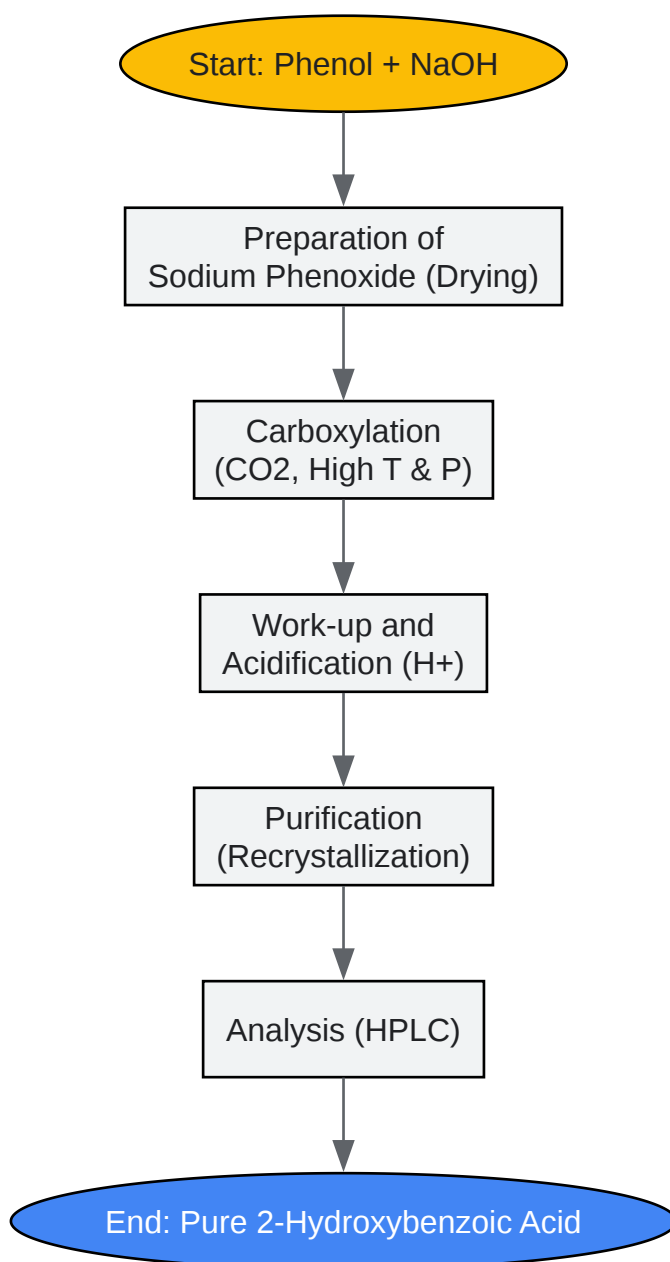 Start: Phenol + NaOH
Preparation of
Sodium Phenoxide (Drying)
Carboxylation
(CO2, High T & P)
Work-up and
Acidification (H+)
Purification
(Recrystallization)
Analysis (HPLC)
End: Pure 2-Hydroxybenzoic Acid